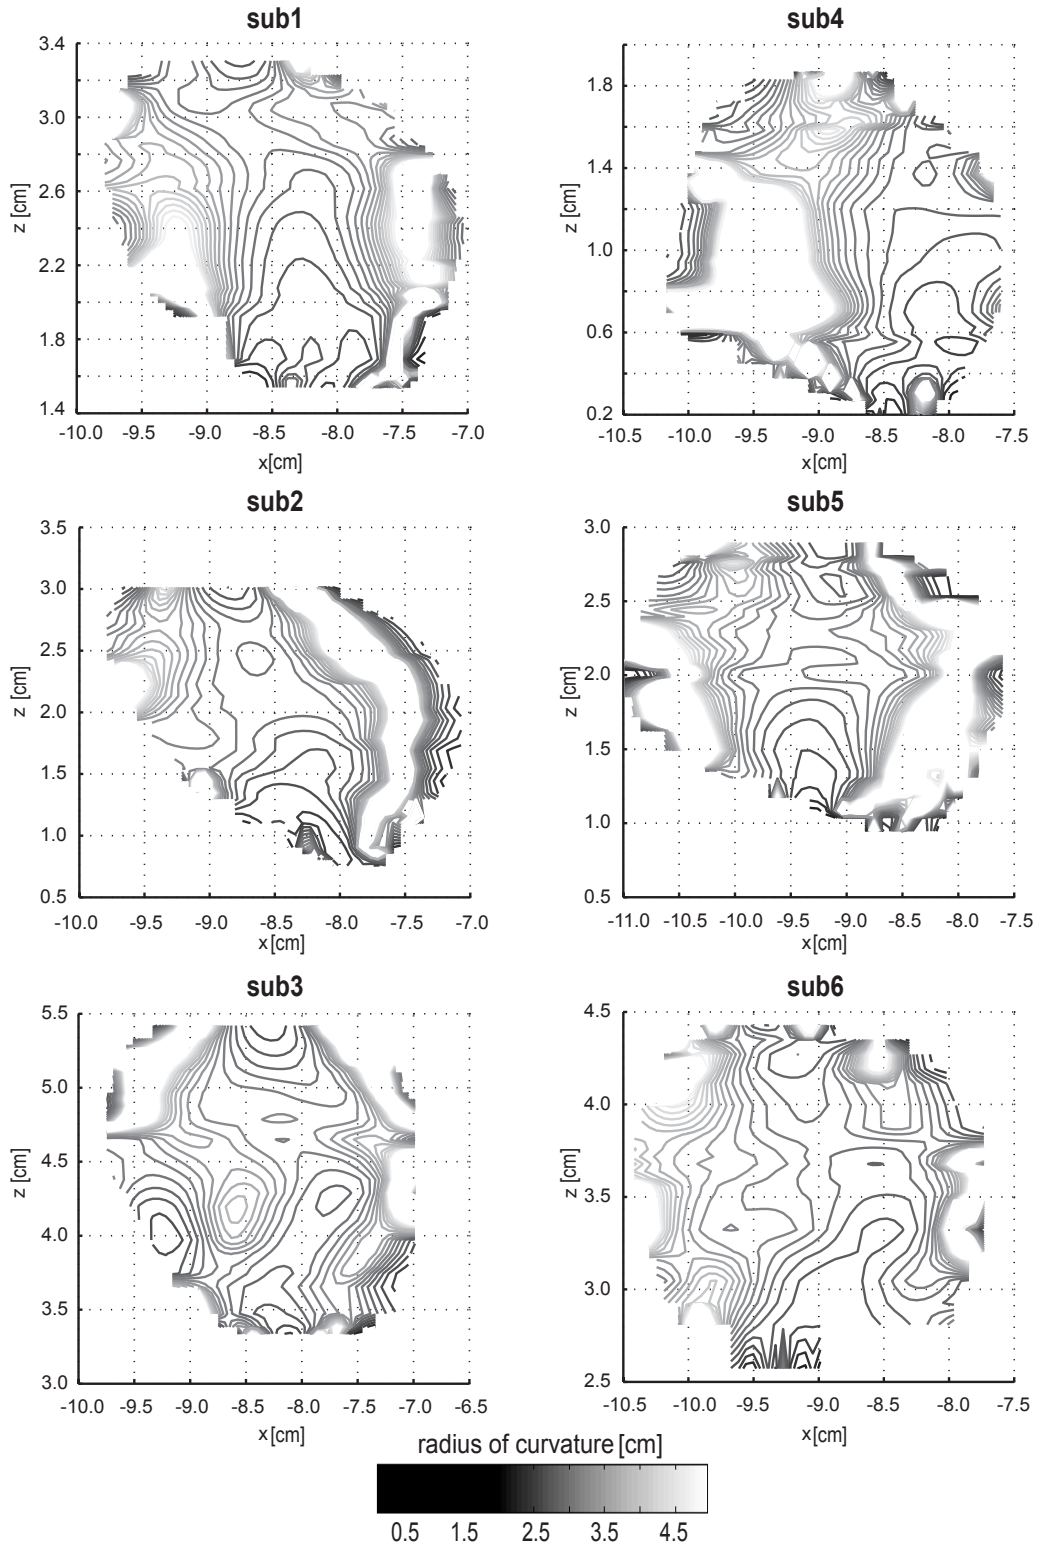 sub1
3.4
3.0
2.6
2.2
1.8
1.4
z [cm]
-10.0 -9.5 -9.0 -8.5 -8.0 -7.5 -7.0
x[cm]
sub4
1.8
1.4
1.0
0.6
0.2
z [cm]
-10.5 -10.0 -9.5 -9.0 -8.5 -8.0 -7.5
x[cm]
sub2
3.5
3.0
2.5
2.0
1.5
1.0
0.5
z [cm]
-10.0 -9.5 -9.0 -8.5 -8.0 -7.5 -7.0
x[cm]
sub5
3.0
2.5
2.0
1.5
1.0
0.5
z [cm]
-11.0 -10.5 -10.0 -9.5 -9.0 -8.5 -8.0 -7.5
x[cm]
sub3
5.5
5.0
4.5
4.0
3.5
3.0
z [cm]
-10.0 -9.5 -9.0 -8.5 -8.0 -7.5 -7.0 -6.5
x[cm]
sub6
4.5
4.0
3.5
3.0
2.5
z [cm]
-10.5 -10.0 -9.5 -9.0 -8.5 -8.0 -7.5
x[cm]
radius of curvature [cm]
0.5 1.5 2.5 3.5 4.5